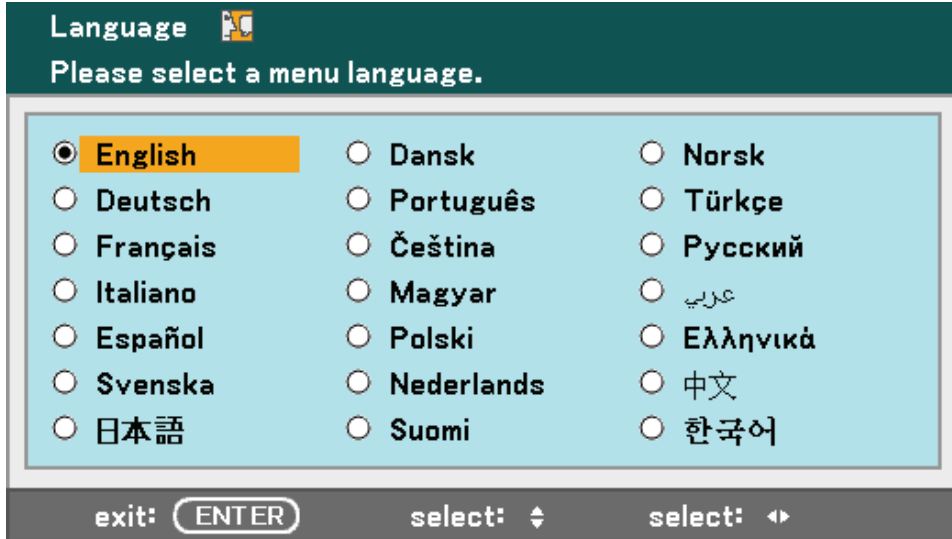 Language
Please select a menu language.
English Dansk Norsk
Deutsch Português Türkçe
Français Čeština Русский
Italiano Magyar عربي
Español Polski Ελληνικά
Svenska Nederlands 中文
日本語 Suomi 한국어
exit: ENTER select: select: